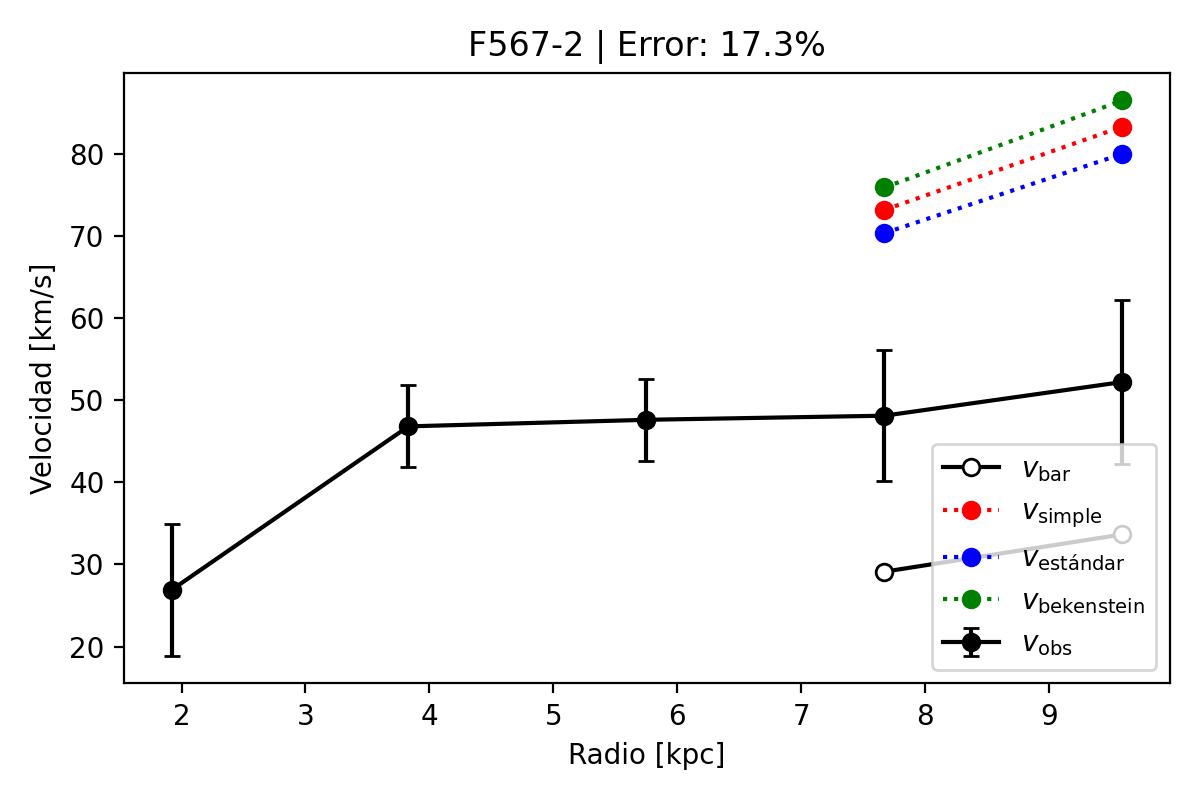 F567-2 | Error: 17.3%
Velocidad [km/s]
80
70
60
50
40
30
20
v_bar
v_simple
v_estándar
v_bekenstein
v_obs
2 3 4 5 6 7 8 9
Radio [kpc]